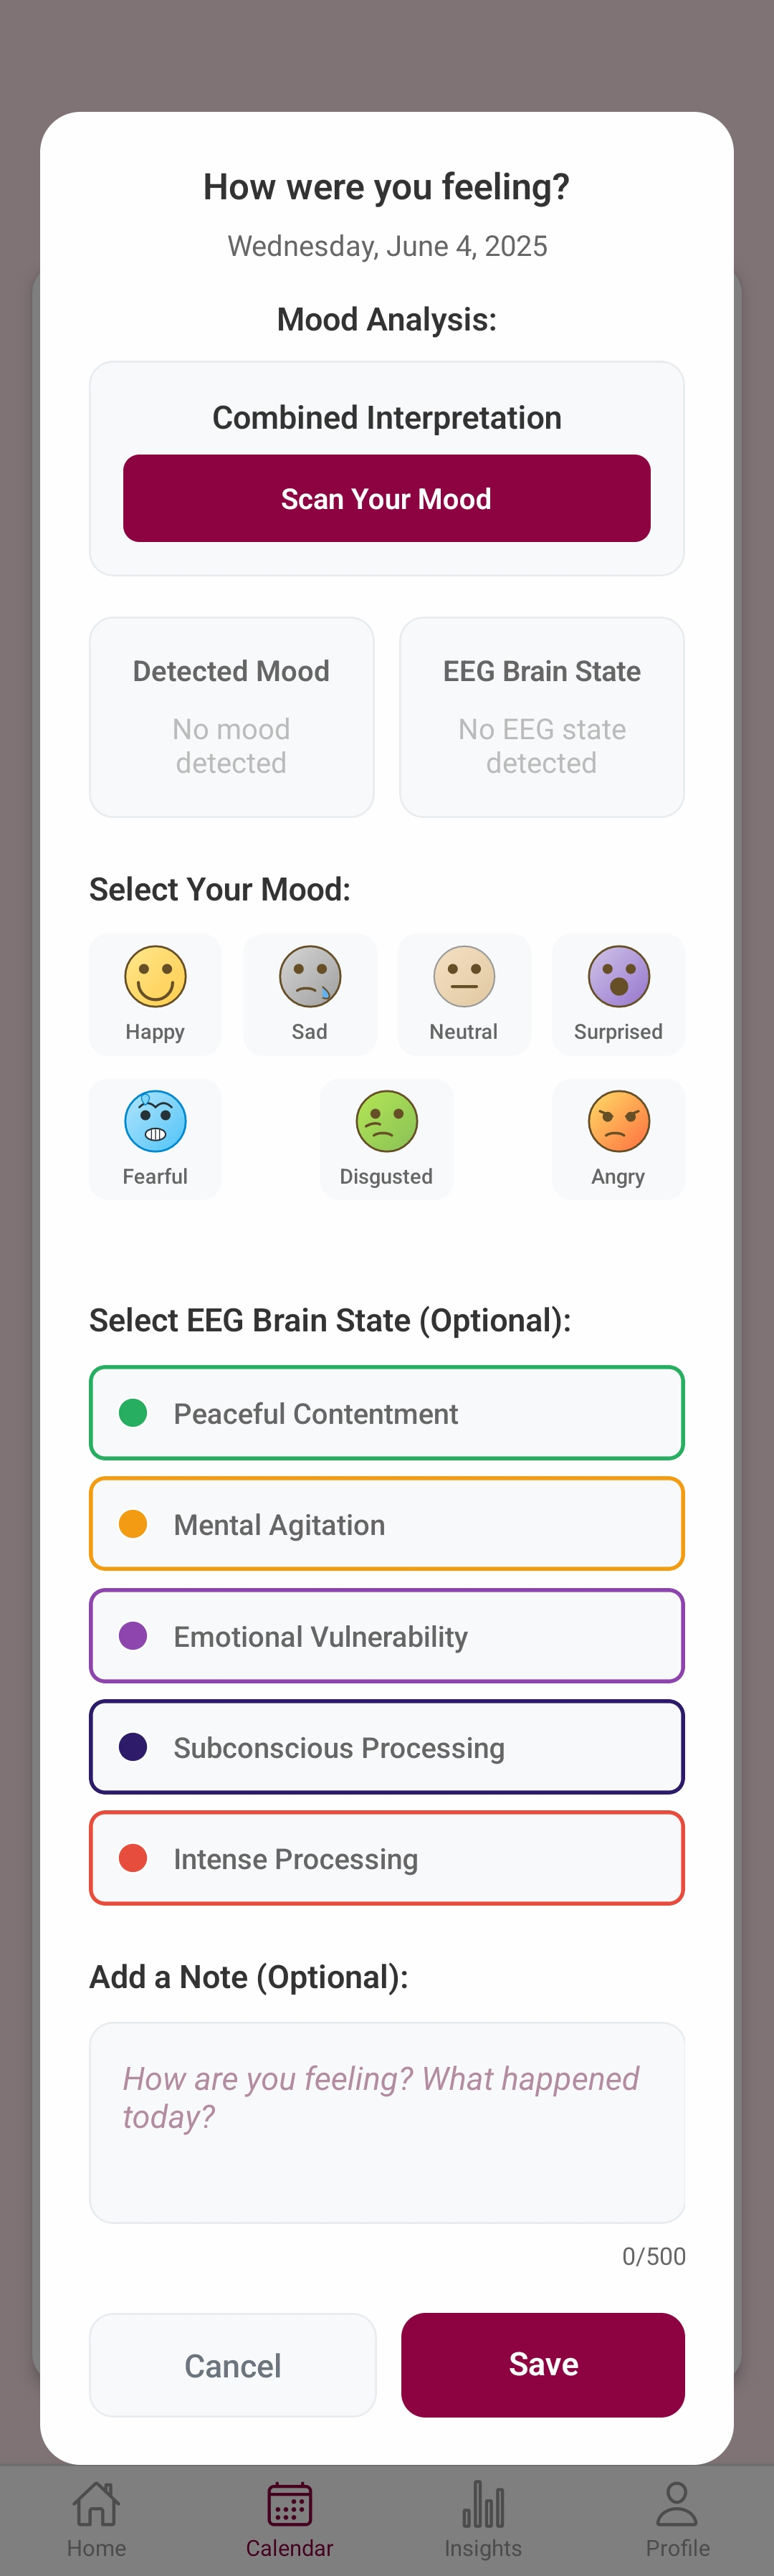 How were you feeling?
Wednesday, June 4, 2025
Mood Analysis:
Combined Interpretation
Scan Your Mood
Detected Mood
No mood
detected
EEG Brain State
No EEG state
detected
Select Your Mood:
Happy
Sad
Neutral
Surprised
Fearful
Disgusted
Angry
Select EEG Brain State (Optional):
Peaceful Contentment
Mental Agitation
Emotional Vulnerability
Subconscious Processing
Intense Processing
Add a Note (Optional):
How are you feeling? What happened
today?
0/500
Cancel
Save
Home
Calendar
Insights
Profile